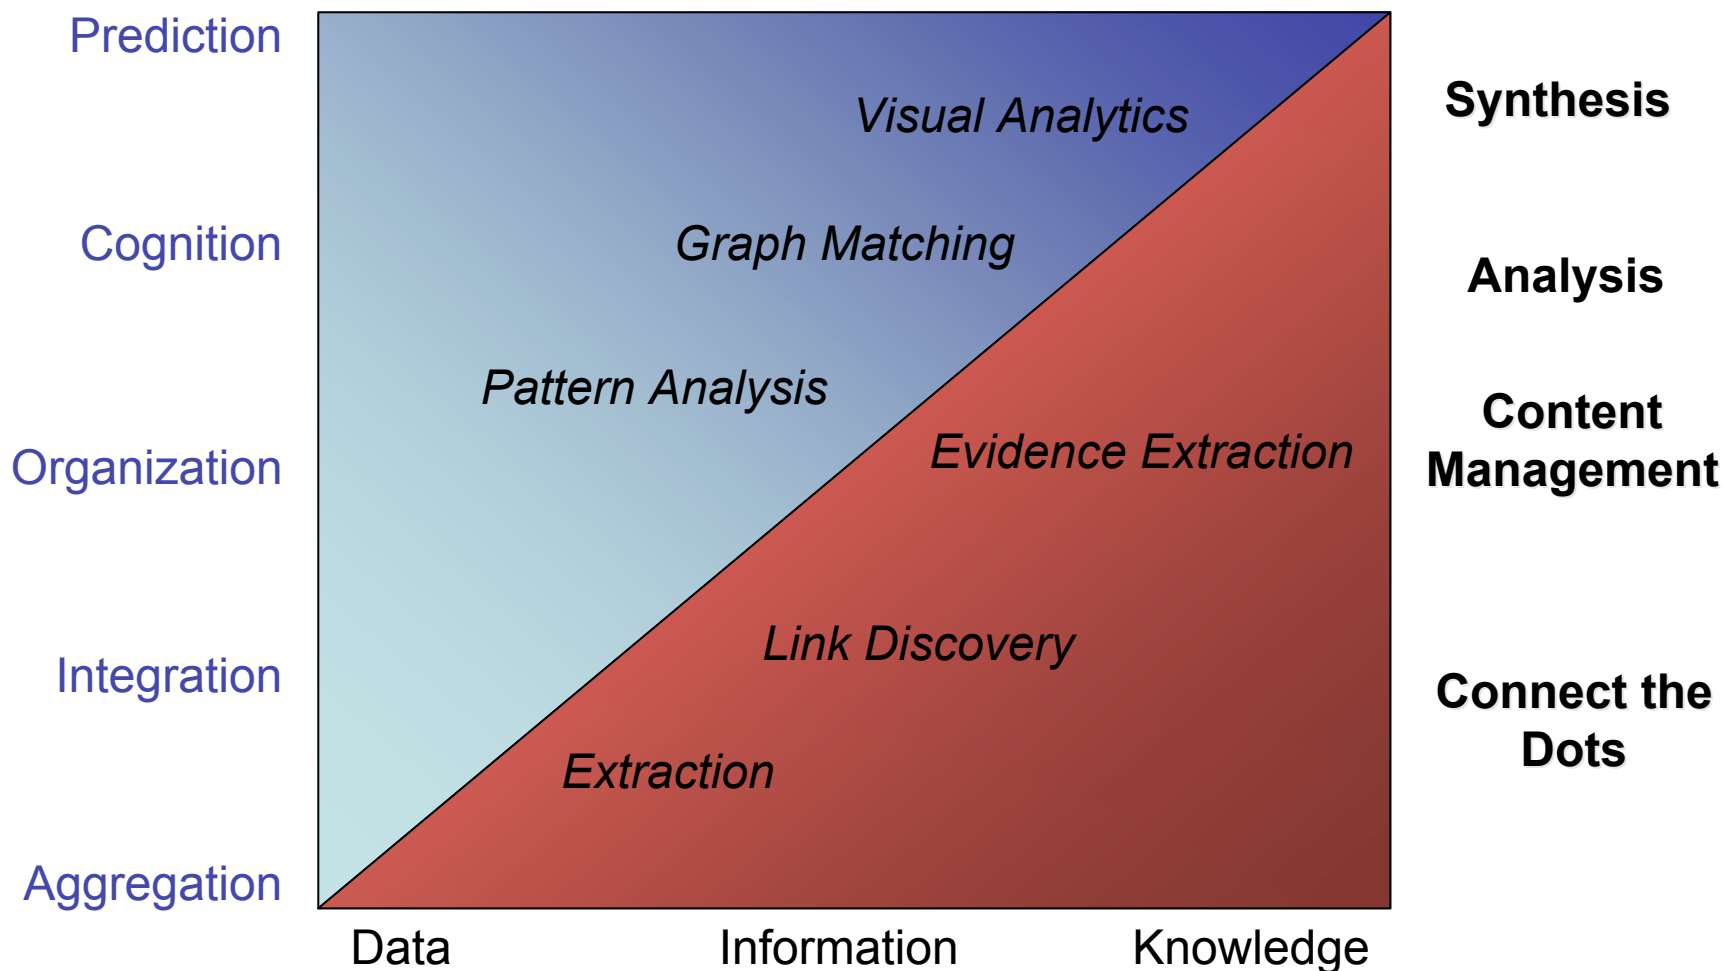 Prediction
Synthesis
Visual Analytics
Cognition
Graph Matching
Analysis
Pattern Analysis
Content
Management
Organization
Evidence Extraction
Link Discovery
Integration
Connect the
Dots
Extraction
Aggregation
Data
Information
Knowledge